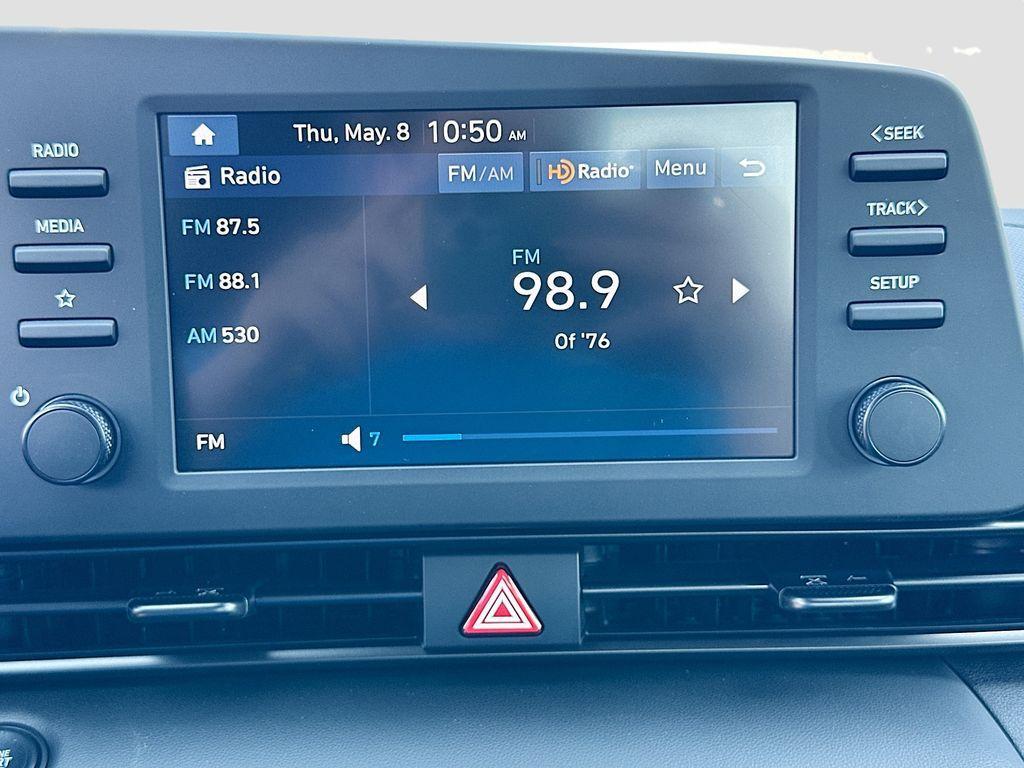 RADIO
MEDIA
Thu, May. 8 10:50 AM
Radio FM/AM HD Radio Menu
FM 87.5
FM 88.1
AM 530
FM
98.9
Of '76
FM 7
<SEEK
TRACK>
SETUP